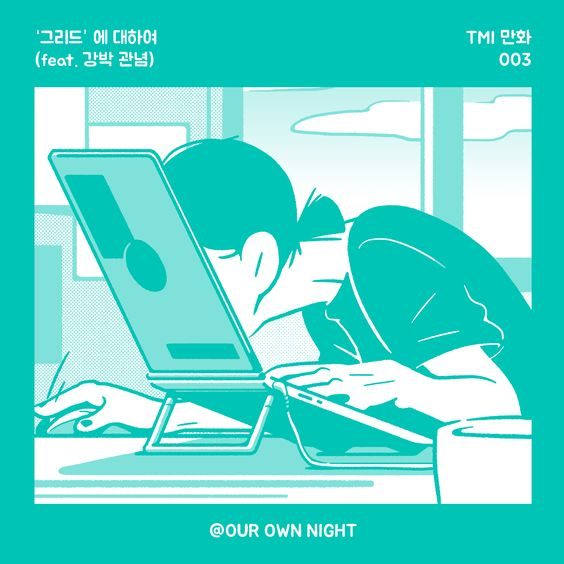 '그리드' 에 대하여
(feat. 강박 관념)
TMI 만화
003
@OUR OWN NIGHT